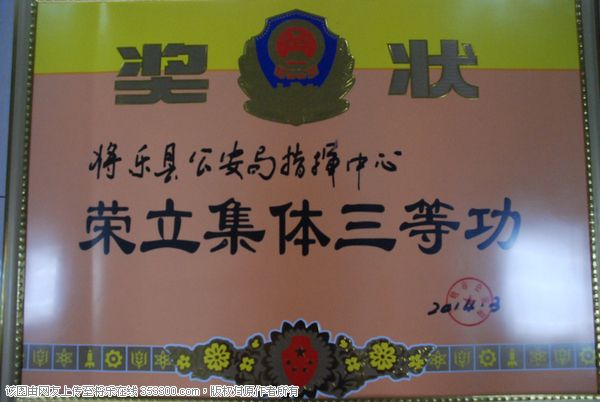 奖 状
将乐县公安局指挥中心
荣立集体三等功
2014.3
该图由网友上传至将乐在线 353300.com，版权归原作者所有